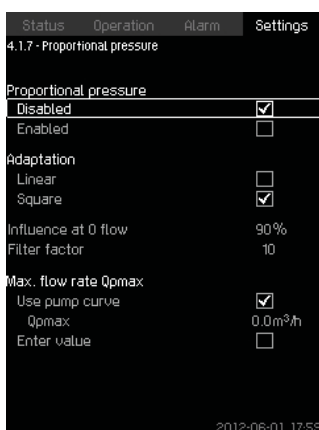 Status Operation Alarm Settings
4.1.7 - Proportional pressure
Proportional pressure
Disabled
Enabled
Adaptation
Linear
Square
Influence at 0 flow 90%
Filter factor 10
Max. flow rate Qpmax
Use pump curve
Qpmax 0.0m³/h
Enter value
2012-06-01 17:59